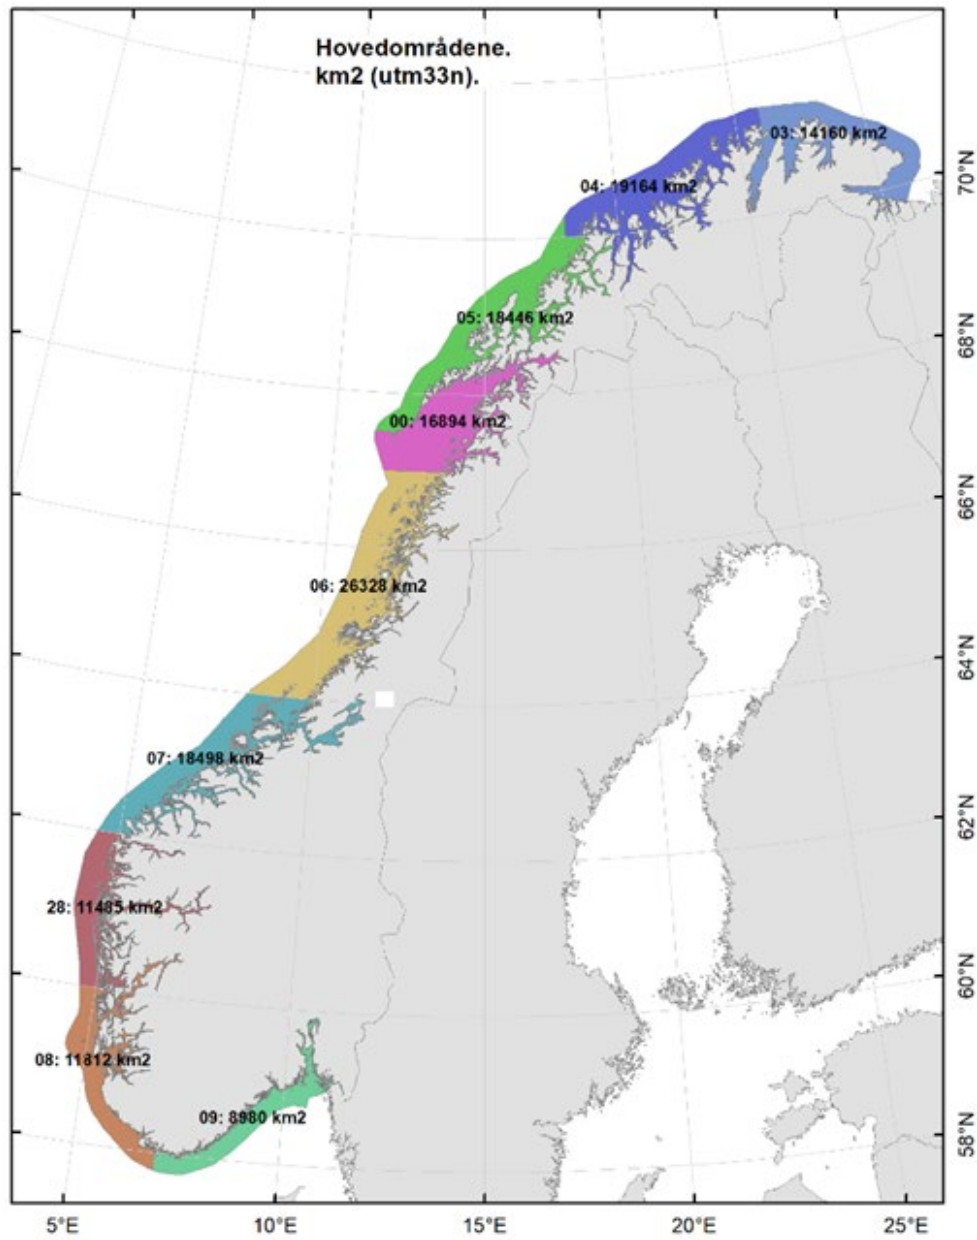 Hovedområdene.
km2 (utm33n).
03: 14160 km2
04: 19164 km2
05: 18446 km2
00: 16894 km2
06: 26328 km2
07: 18498 km2
28: 11485 km2
08: 11812 km2
09: 8980 km2
70°N
68°N
66°N
64°N
62°N
60°N
58°N
5°E 10°E 15°E 20°E 25°E